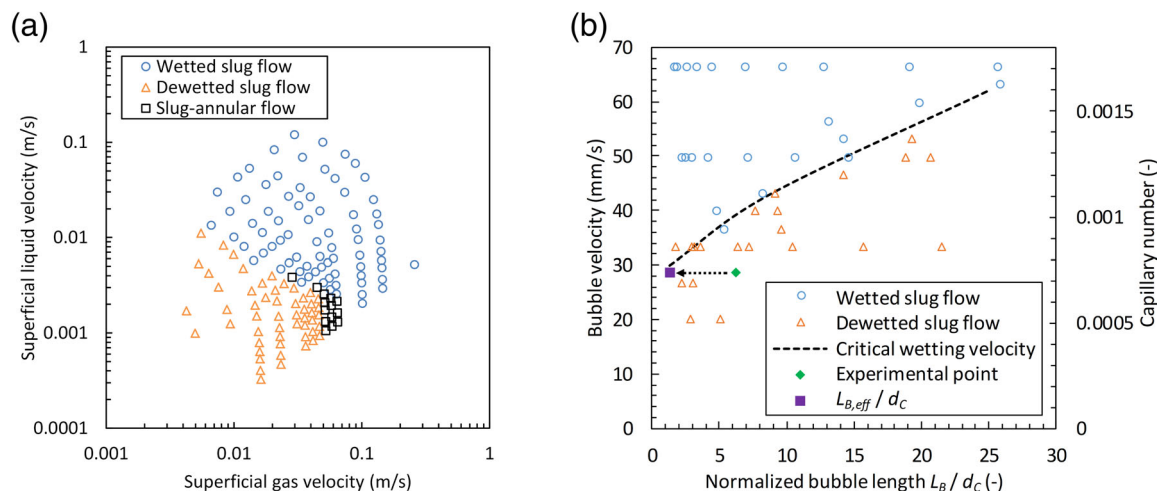 (a)
1
0.1
0.01
0.001
0.0001
Superficial liquid velocity (m/s)
Wetted slug flow
Dewetted slug flow
Slug-annular flow
0.001
0.01
0.1
1
Superficial gas velocity (m/s)
(b)
70
60
50
40
30
20
10
0
Bubble velocity (mm/s)
0.0015
0.001
0.0005
0
Capillary number (-)
Wetted slug flow
Dewetted slug flow
Critical wetting velocity
Experimental point
L_{B,eff} / d_C
0
5
10
15
20
25
30
Normalized bubble length L_B / d_C (-)